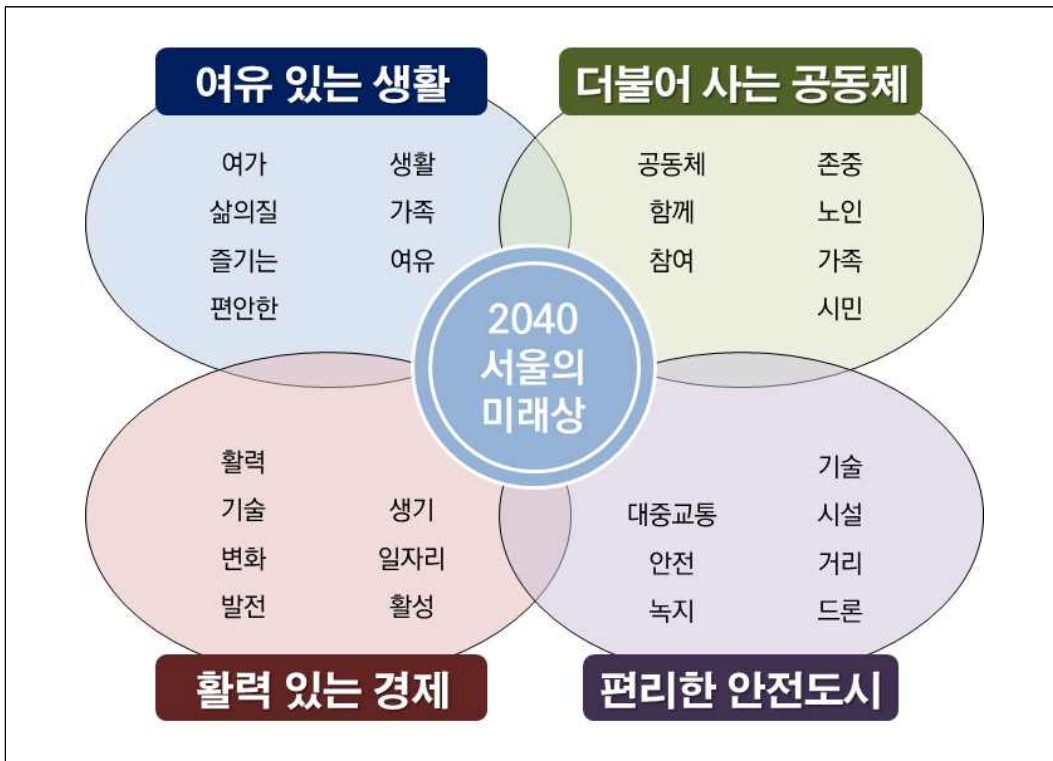 여유 있는 생활
더불어 사는 공동체
여가 생활
삶의질 가족
즐기는 여유
편안한
공동체 존중
함께 노인
참여 가족
시민
2040
서울의
미래상
활력
기술 생기
변화 일자리
발전 활성
기술
대중교통 시설
안전 거리
녹지 드론
활력 있는 경제
편리한 안전도시